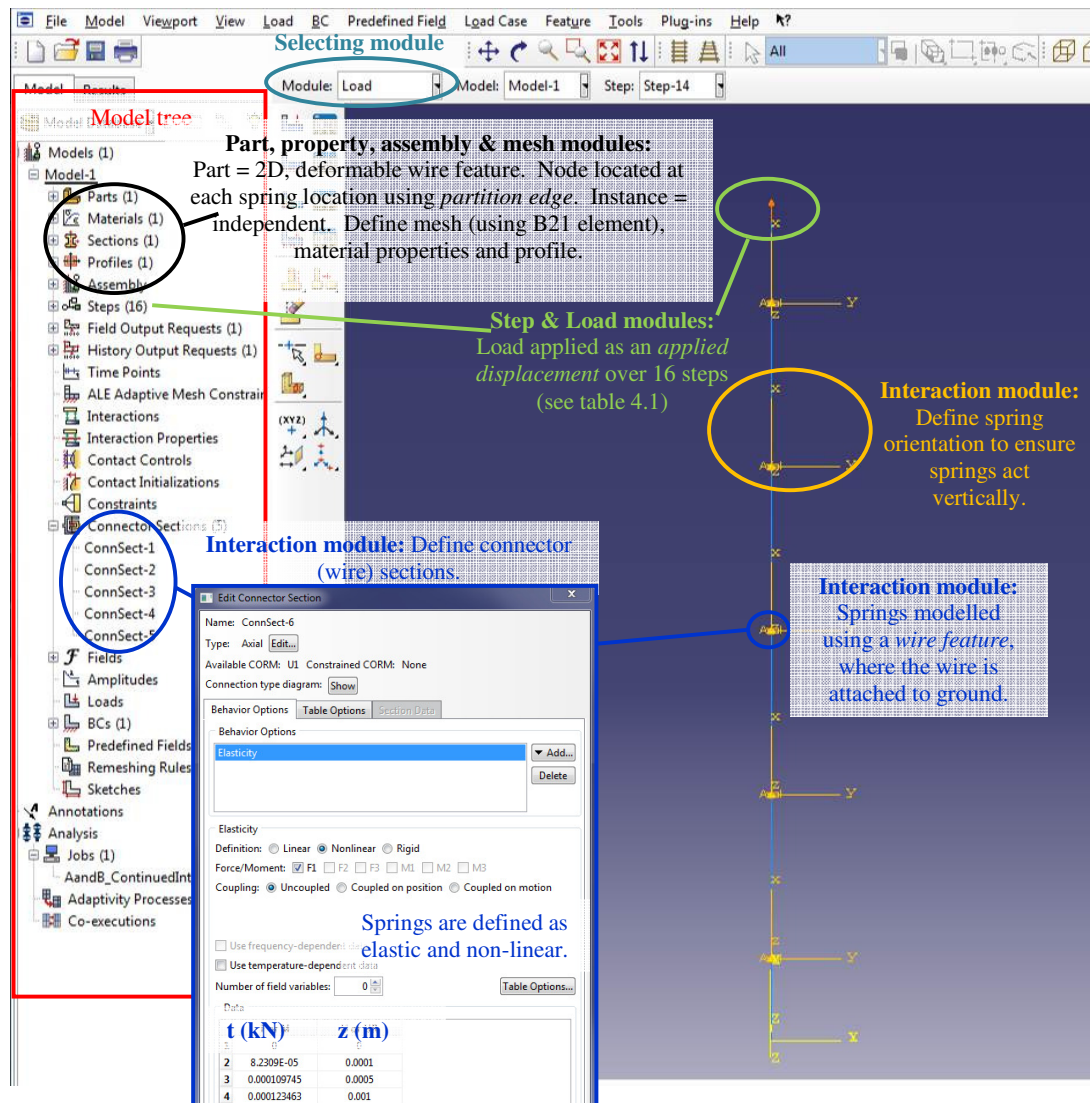 File Model Viewport View Load BC Predefined Field Load Case Feature Tools Plug-ins Help
Selecting module
All
Model Results
Module: Load Model: Model-1 Step: Step-14
Model tree
Models (1)
Model-1
Parts (1)
Materials (1)
Sections (1)
Profiles (1)
Assembly
Steps (16)
Field Output Requests (1)
History Output Requests (1)
Time Points
ALE Adaptive Mesh Constrain
Interactions
Interaction Properties
Contact Controls
Contact Initializations
Constraints
Connector Sections (5)
ConnSect-1
ConnSect-2
ConnSect-3
ConnSect-4
ConnSect-5
Fields
Amplitudes
Loads
BCs (1)
Predefined Fields
Remeshing Rules
Sketches
Annotations
Analysis
Jobs (1)
AandB_ContinuedInt
Adaptivity Processes
Co-executions
Part, property, assembly & mesh modules:
Part = 2D, deformable wire feature. Node located at
each spring location using partition edge. Instance =
independent. Define mesh (using B21 element),
material properties and profile.
(XYZ)
Step & Load modules:
Load applied as an applied
displacement over 16 steps
(see table 4.1)
Interaction module:
Define spring
orientation to ensure
springs act
vertically.
Interaction module: Define connector
(wire) sections.
Interaction module:
Springs modelled
using a wire feature,
where the wire is
attached to ground.
Edit Connector Section
X
Name: ConnSect-6
Type: Axial Edit...
Available CORM: U1 Constrained CORM: None
Connection type diagram: Show
Behavior Options Table Options Section Data
Behavior Options
Elasticity
Add...
Delete
Elasticity
Definition: Linear Nonlinear Rigid
Force/Moment: F1 F2 F3 M1 M2 M3
Coupling: Uncoupled Coupled on position Coupled on motion
Springs are defined as
elastic and non-linear.
Use frequency-dependent data
Use temperature-dependent data
Number of field variables: 0 Table Options...
Data
t (kN) z (m)
2 8.2309E-05 0.0001
3 0.000109745 0.0005
4 0.000123463 0.001
X
Y
Z
X
Z
X
Y
X
Z
Y
X
Z
Y
Z
X
Z